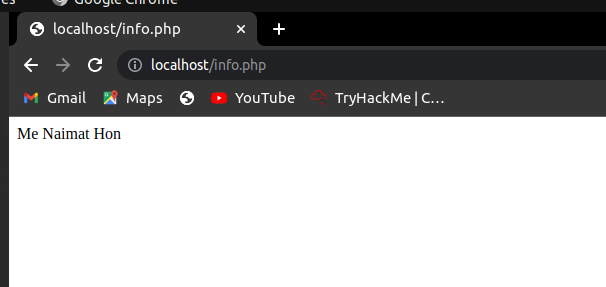 Google Chrome
localhost/info.php
localhost/info.php
Gmail Maps YouTube TryHackMe | C…
Me Naimat Hon